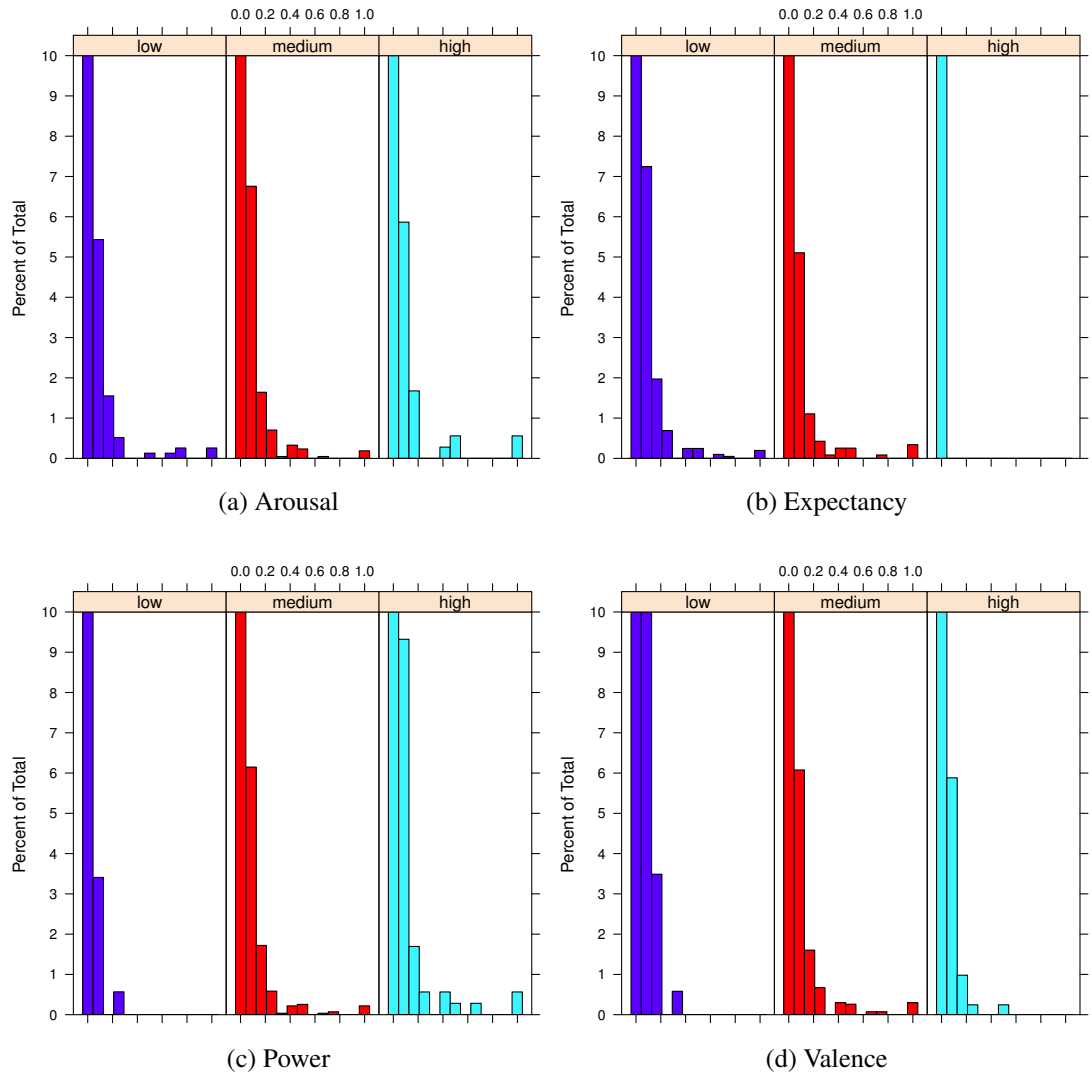 0.0 0.2 0.4 0.6 0.8 1.0
low medium high
10
9
8
7
6
5
4
3
2
1
0
Percent of Total
(a) Arousal
0.0 0.2 0.4 0.6 0.8 1.0
low medium high
10
9
8
7
6
5
4
3
2
1
0
Percent of Total
(b) Expectancy
0.0 0.2 0.4 0.6 0.8 1.0
low medium high
10
9
8
7
6
5
4
3
2
1
0
Percent of Total
(c) Power
0.0 0.2 0.4 0.6 0.8 1.0
low medium high
10
9
8
7
6
5
4
3
2
1
0
Percent of Total
(d) Valence